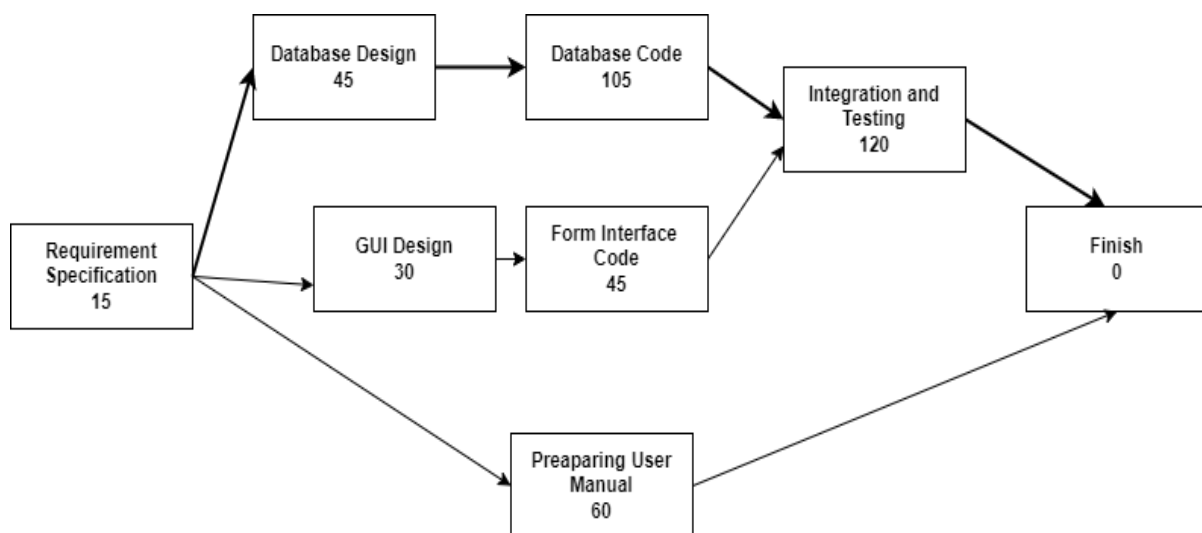 Database Design
45
Database Code
105
Integration and
Testing
120
Requirement
Specification
15
GUI Design
30
Form Interface
Code
45
Finish
0
Preaparing User
Manual
60